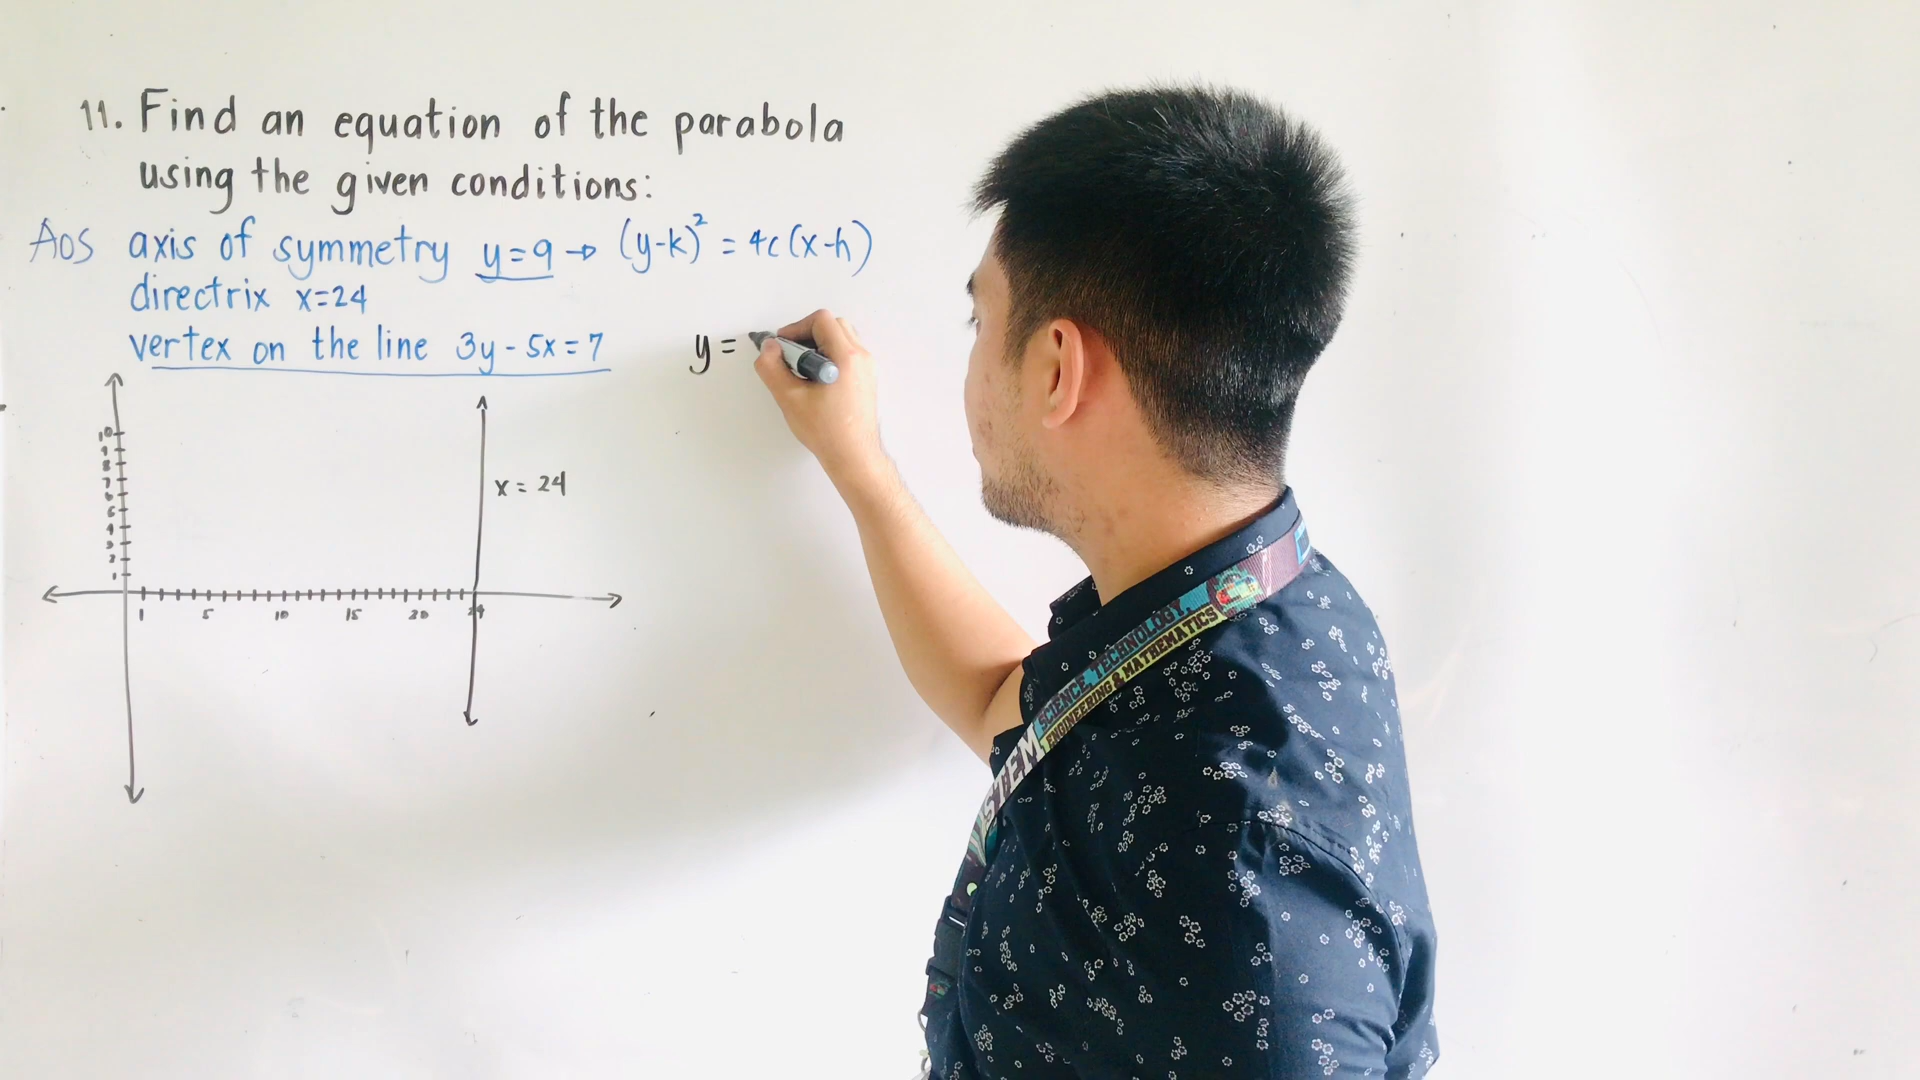 11. Find an equation of the parabola
using the given conditions:
AOS axis of symmetry y=9 → (y-k)² = 4c(x-h)
directrix x=24
vertex on the line 3y - 5x = 7
y =
10
9
8
7
6
5
4
3
2
1
x = 24
1 5 10 15 20 24
STEM
SCIENCE, TECHNOLOGY,
ENGINEERING & MATHEMATICS